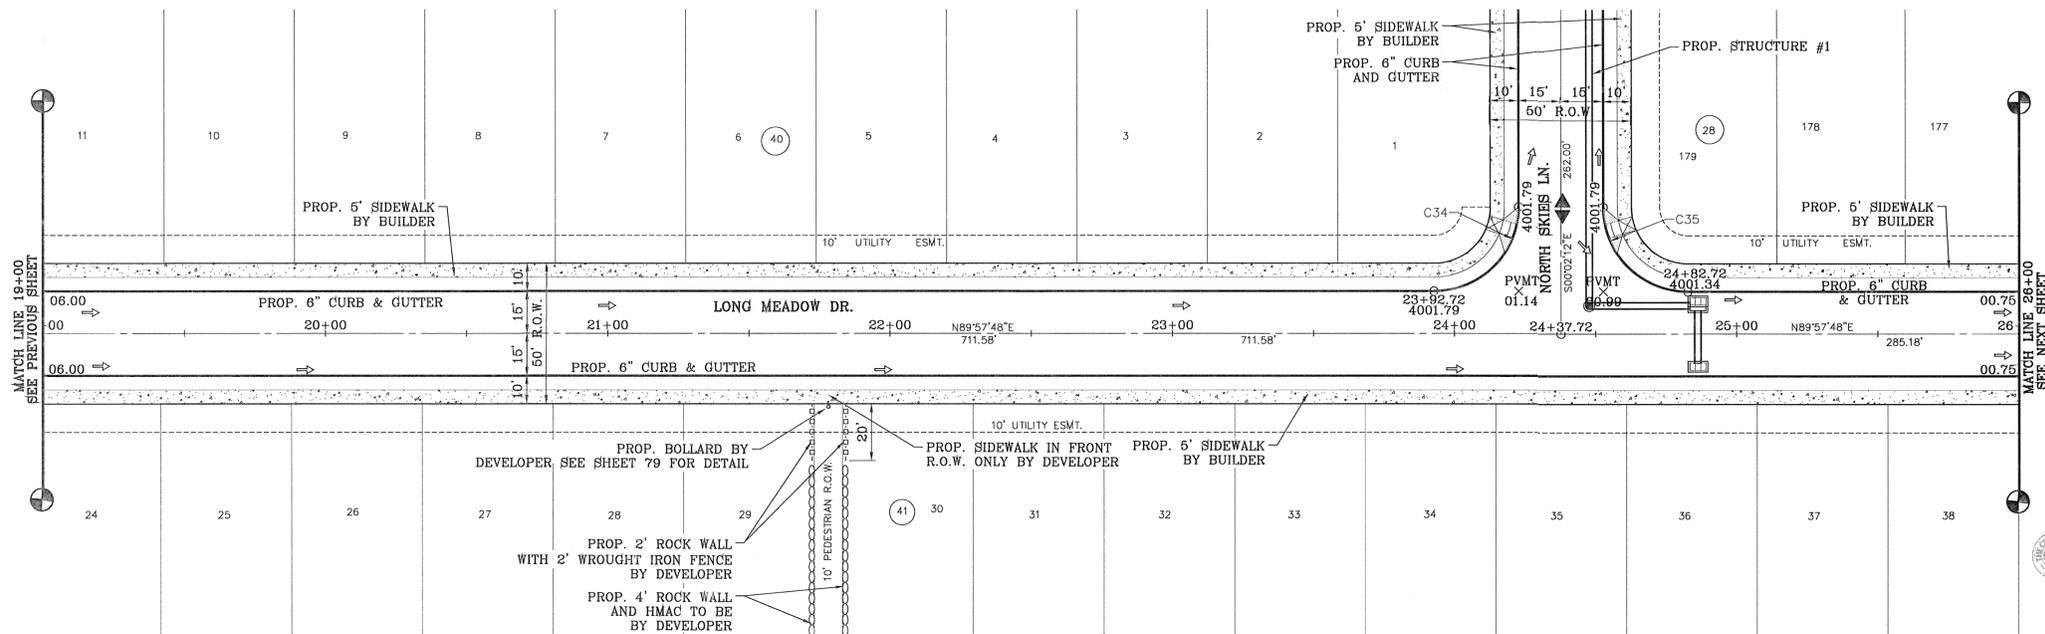 PROP. 5' SIDEWALK
BY BUILDER
PROP. 6" CURB
AND GUTTER
PROP. STRUCTURE #1
10' 15' 15' 10'
50' R.O.W
11 10 9 8 7 6 40 5 4 3 2 1
28 178 177
179
262.00'
S00°02'12"E
NORTH SKIES LN.
4001.79
4001.79
C34
C35
PROP. 5' SIDEWALK
BY BUILDER
PROP. 5' SIDEWALK
BY BUILDER
10' UTILITY ESMT.
10' UTILITY ESMT.
MATCH LINE 19+00
SEE PREVIOUS SHEET
MATCH LINE 26+00
SEE NEXT SHEET
06.00
PROP. 6" CURB & GUTTER
10'
15'
50' R.O.W.
15'
10'
LONG MEADOW DR.
23+92.72
4001.79
PVMT
01.14
PVMT
24+82.72
4001.34
PROP. 6" CURB
& GUTTER
00.75
00 20+00 21+00 22+00 23+00 24+00 24+37.72 25+00 26
N89°57'48"E
711.58'
711.58'
N89°57'48"E
285.18'
06.00
PROP. 6" CURB & GUTTER
00.75
10' UTILITY ESMT.
20'
PROP. BOLLARD BY
DEVELOPER SEE SHEET 79 FOR DETAIL
PROP. SIDEWALK IN FRONT
R.O.W. ONLY BY DEVELOPER
PROP. 5' SIDEWALK
BY BUILDER
10' PEDESTRIAN R.O.W.
24 25 26 27 28 29 41 30 31 32 33 34 35 36 37 38
PROP. 2' ROCK WALL
WITH 2' WROUGHT IRON FENCE
BY DEVELOPER
PROP. 4' ROCK WALL
AND HMAC TO BE
BY DEVELOPER